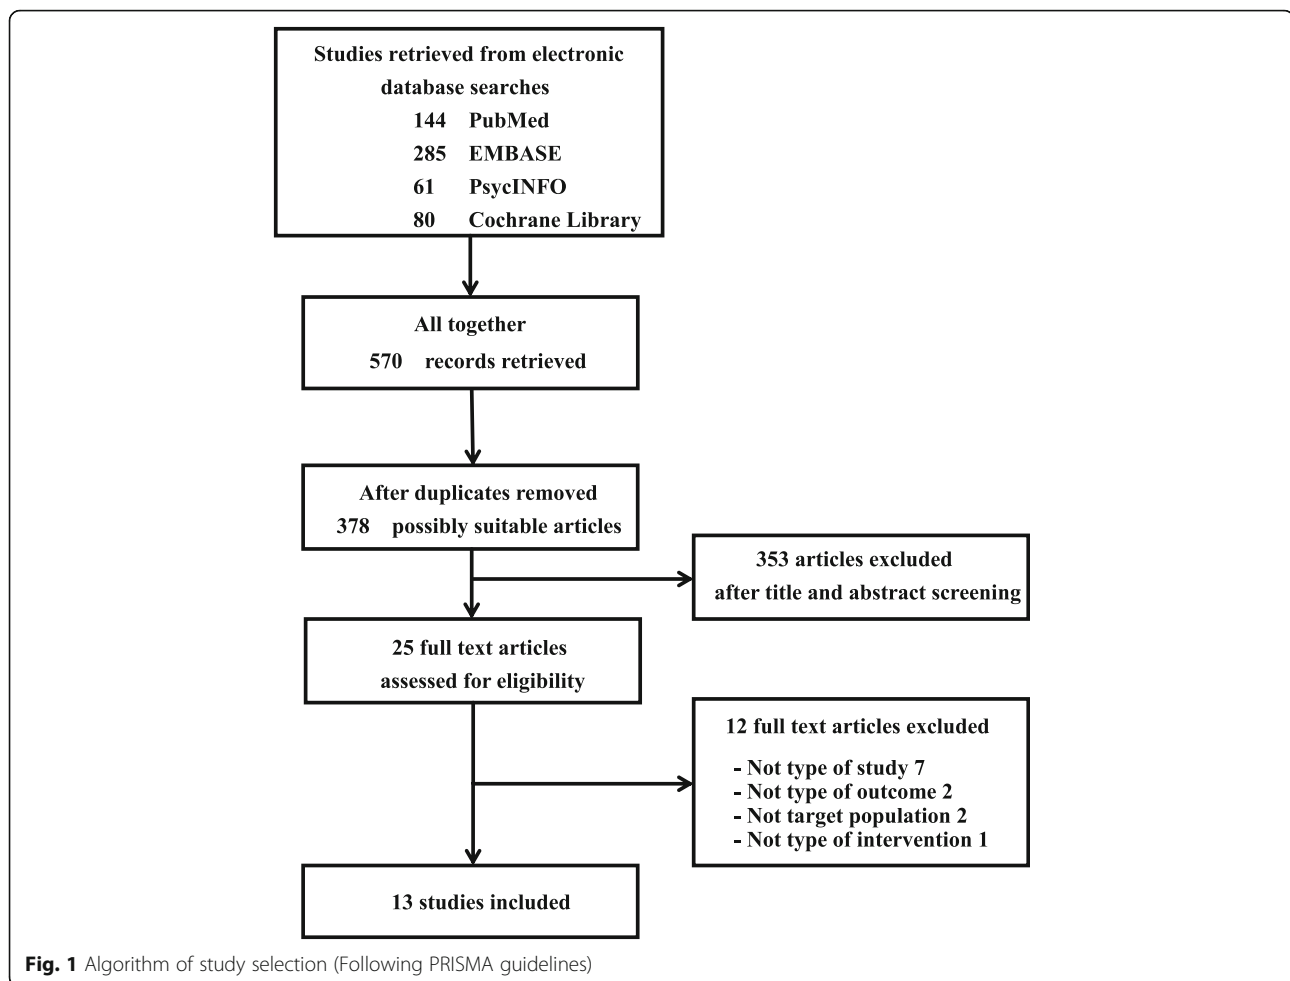 Studies retrieved from electronic
database searches
144 PubMed
285 EMBASE
61 PsycINFO
80 Cochrane Library
All together
570 records retrieved
After duplicates removed
378 possibly suitable articles
353 articles excluded
after title and abstract screening
25 full text articles
assessed for eligibility
12 full text articles excluded
- Not type of study 7
- Not type of outcome 2
- Not target population 2
- Not type of intervention 1
13 studies included
Fig. 1 Algorithm of study selection (Following PRISMA guidelines)